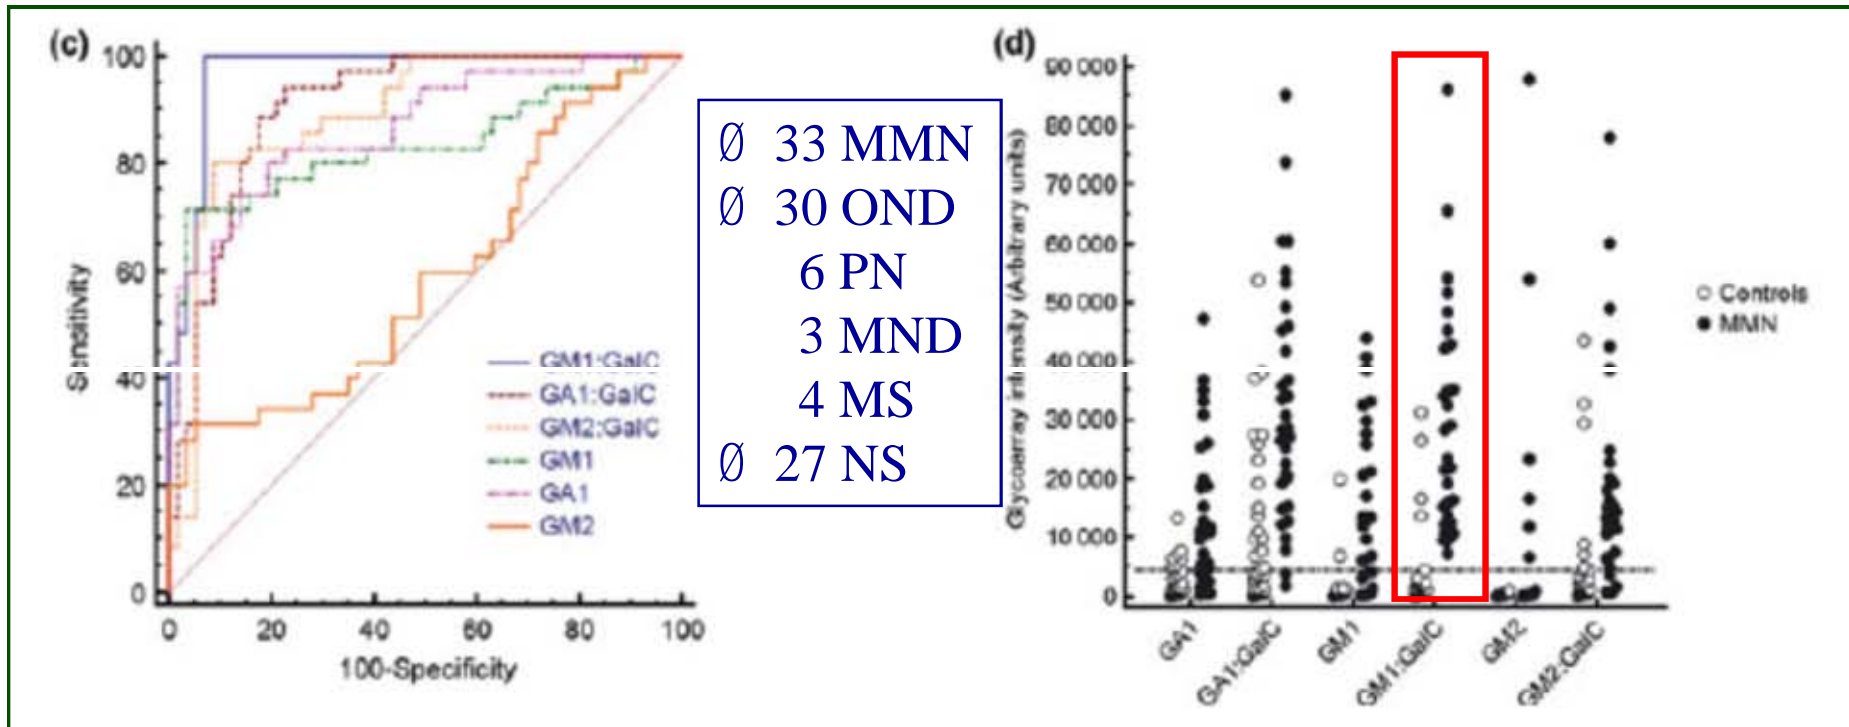 (c)
100
80
60
40
20
0
Sensitivity
0 20 40 60 80 100
100-Specificity
GM1:GalC
GA1:GalC
GM2:GalC
GM1
GA1
GM2
Ø 33 MMN
Ø 30 OND
6 PN
3 MND
4 MS
Ø 27 NS
(d)
90 000
80 000
70 000
60 000
50 000
40 000
30 000
20 000
10 000
0
Glycoarray intensity (Arbitrary units)
GA1
GA1:GalC
GM1
GM1:GalC
GM2
GM2:GalC
Controls
MMN